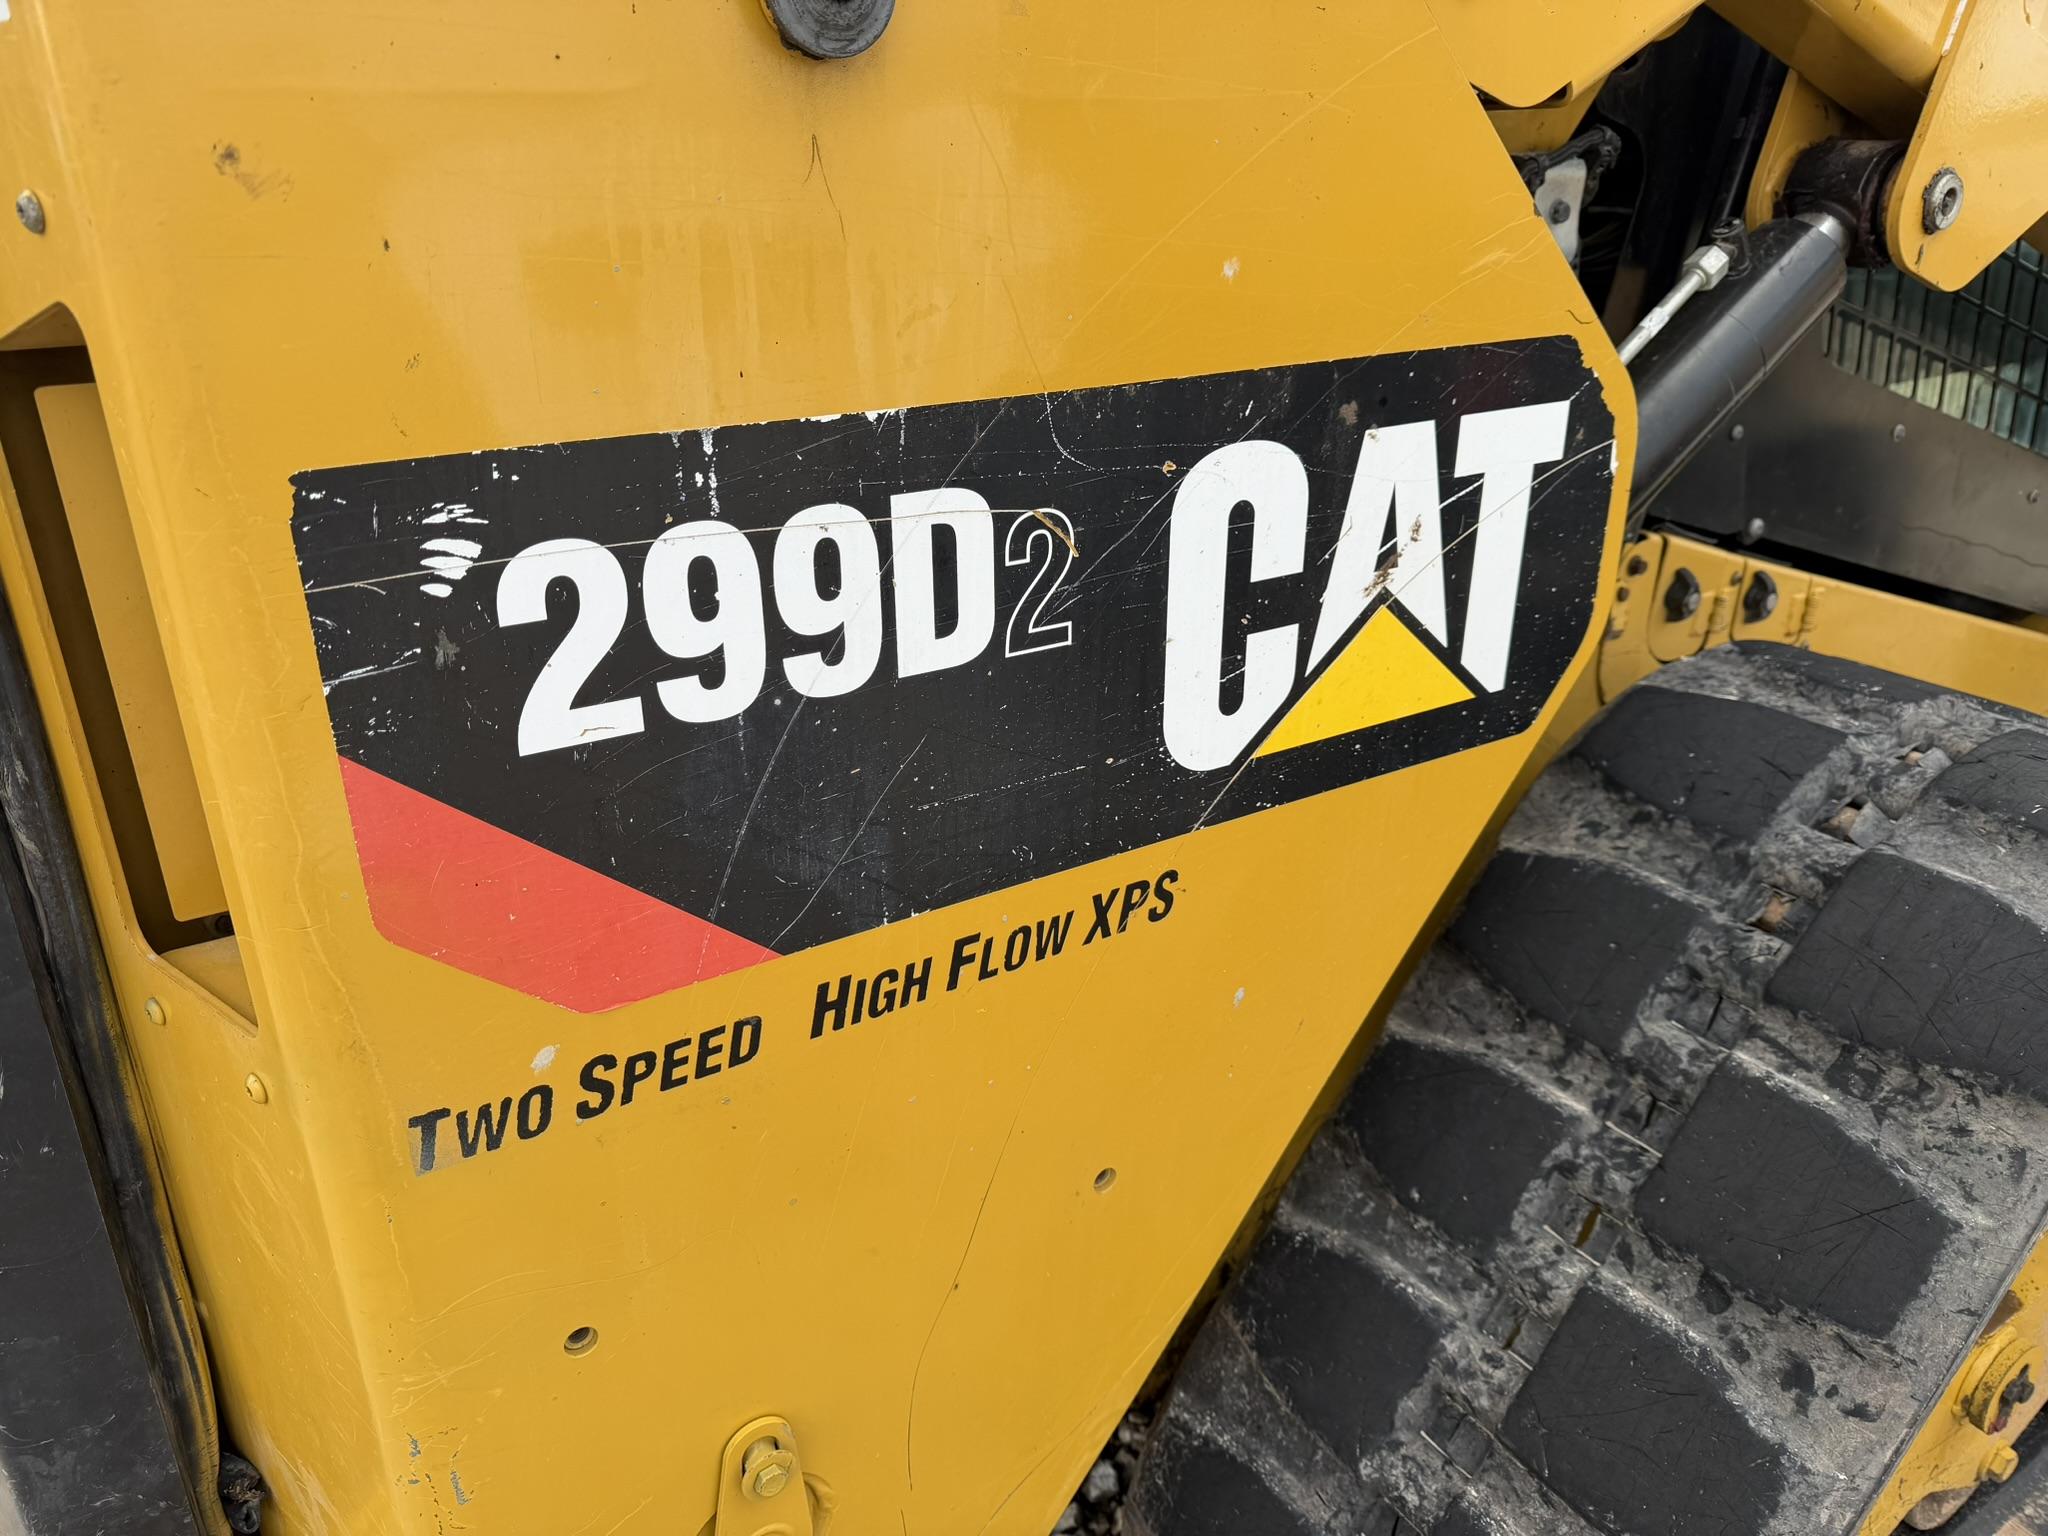 299D2 CAT
TWO SPEED HIGH FLOW XPS